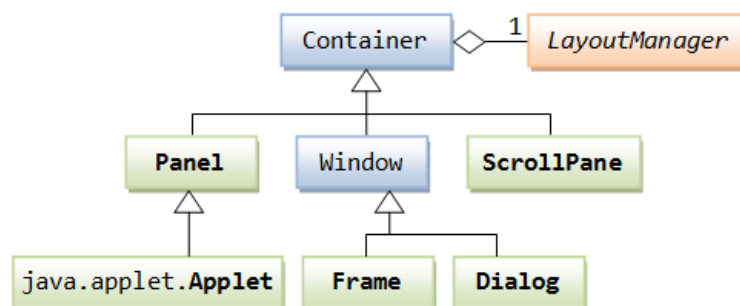 Container
1
LayoutManager
Panel
Window
ScrollPane
java.applet.Applet
Frame
Dialog